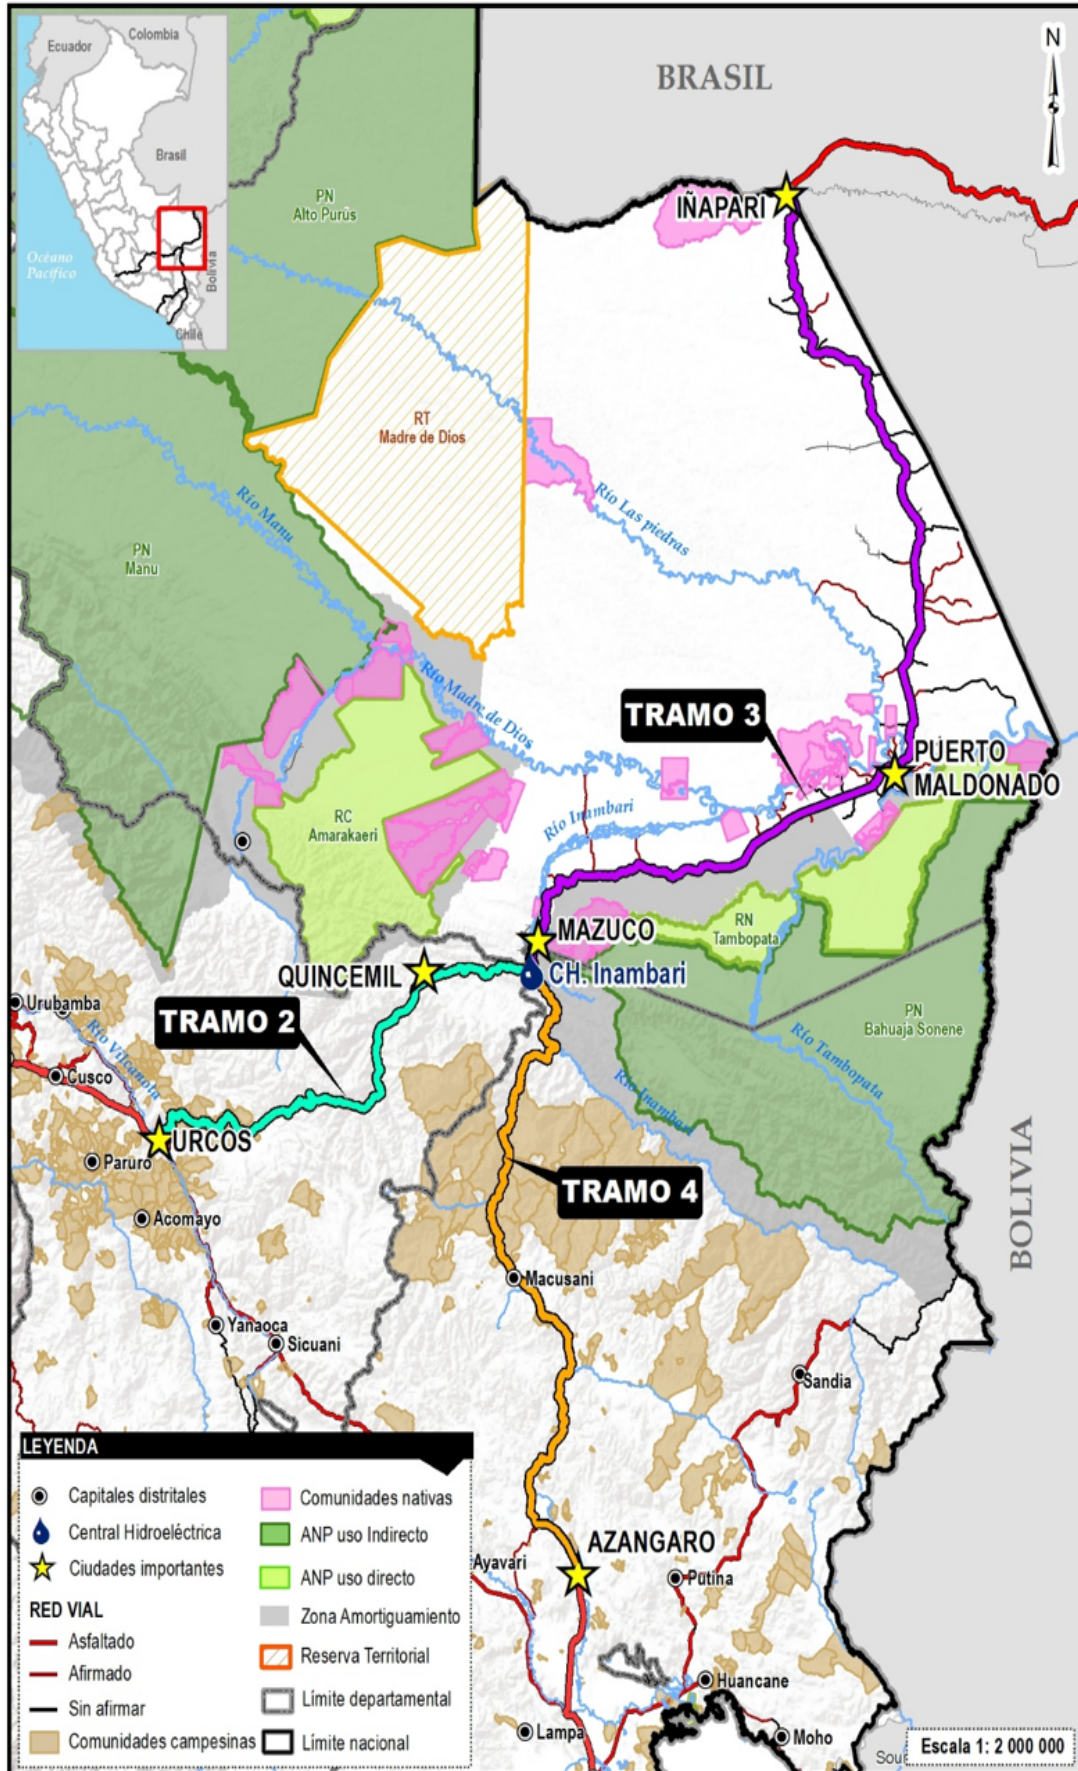 Ecuador
Colombia
Brasil
Océano
Pacífico
Bolivia
Chile
N
BRASIL
PN
Alto Purús
IÑAPARI
RT
Madre de Dios
Río Manu
Río Las piedras
PN
Manu
Río Madre de Dios
TRAMO 3
PUERTO
MALDONADO
Río Inambari
RC
Amarakaeri
MAZUCO
RN
Tambopata
QUINCEMIL
CH. Inambari
PN
Bahuaja Sonene
Urubamba
TRAMO 2
Río Vilcanota
Río Tambopata
Cusco
Río Inambari
URCOS
Paruro
TRAMO 4
BOLIVIA
Acomayo
Macusani
Yanaoca
Sicuani
Sandia
LEYENDA
Capitales distritales
Central Hidroeléctrica
Ciudades importantes
RED VIAL
Asfaltado
Afirmado
Sin afirmar
Comunidades campesinas
Comunidades nativas
ANP uso Indirecto
ANP uso directo
Zona Amortiguamiento
Reserva Territorial
Límite departamental
Límite nacional
AZANGARO
Ayavari
Putina
Huancane
Lampa
Moho
Escala 1: 2 000 000